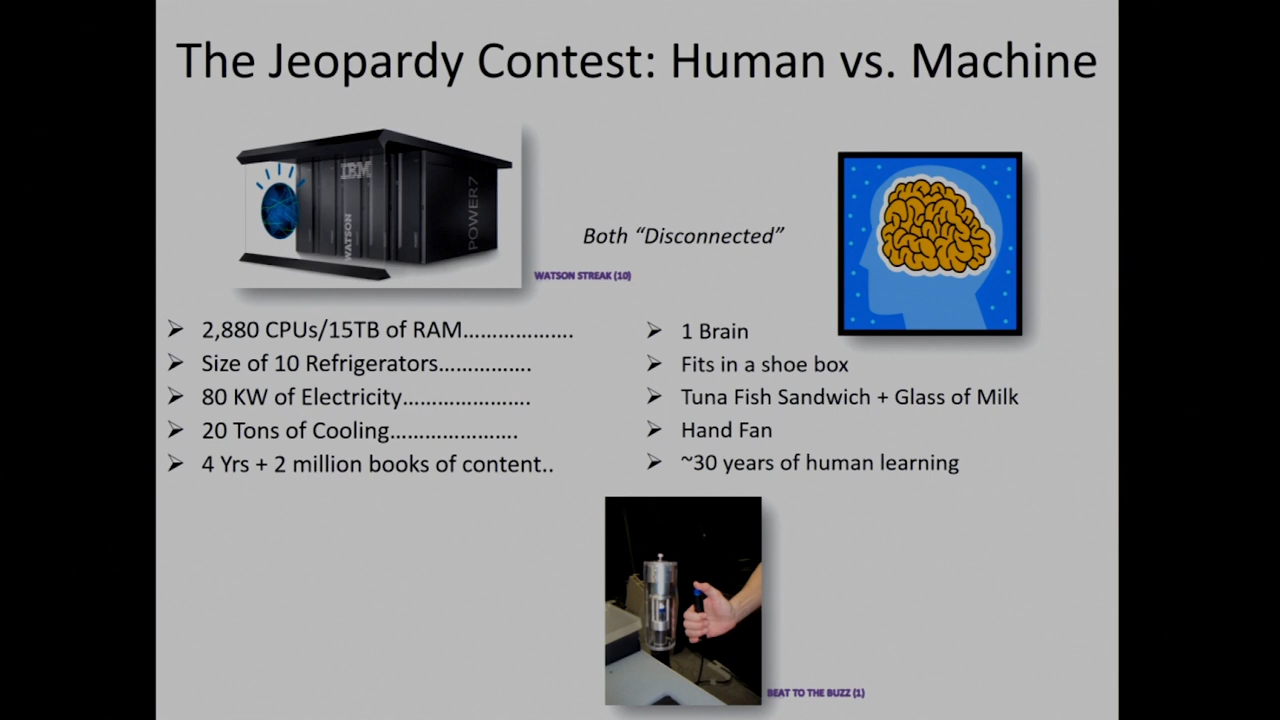 The Jeopardy Contest: Human vs. Machine
IBM
WATSON
POWER7
Both “Disconnected”
WATSON STREAK (10)
➢ 2,880 CPUs/15TB of RAM...................
➢ Size of 10 Refrigerators................
➢ 80 KW of Electricity......................
➢ 20 Tons of Cooling......................
➢ 4 Yrs + 2 million books of content..
➢ 1 Brain
➢ Fits in a shoe box
➢ Tuna Fish Sandwich + Glass of Milk
➢ Hand Fan
➢ ~30 years of human learning
BEAT TO THE BUZZ (1)